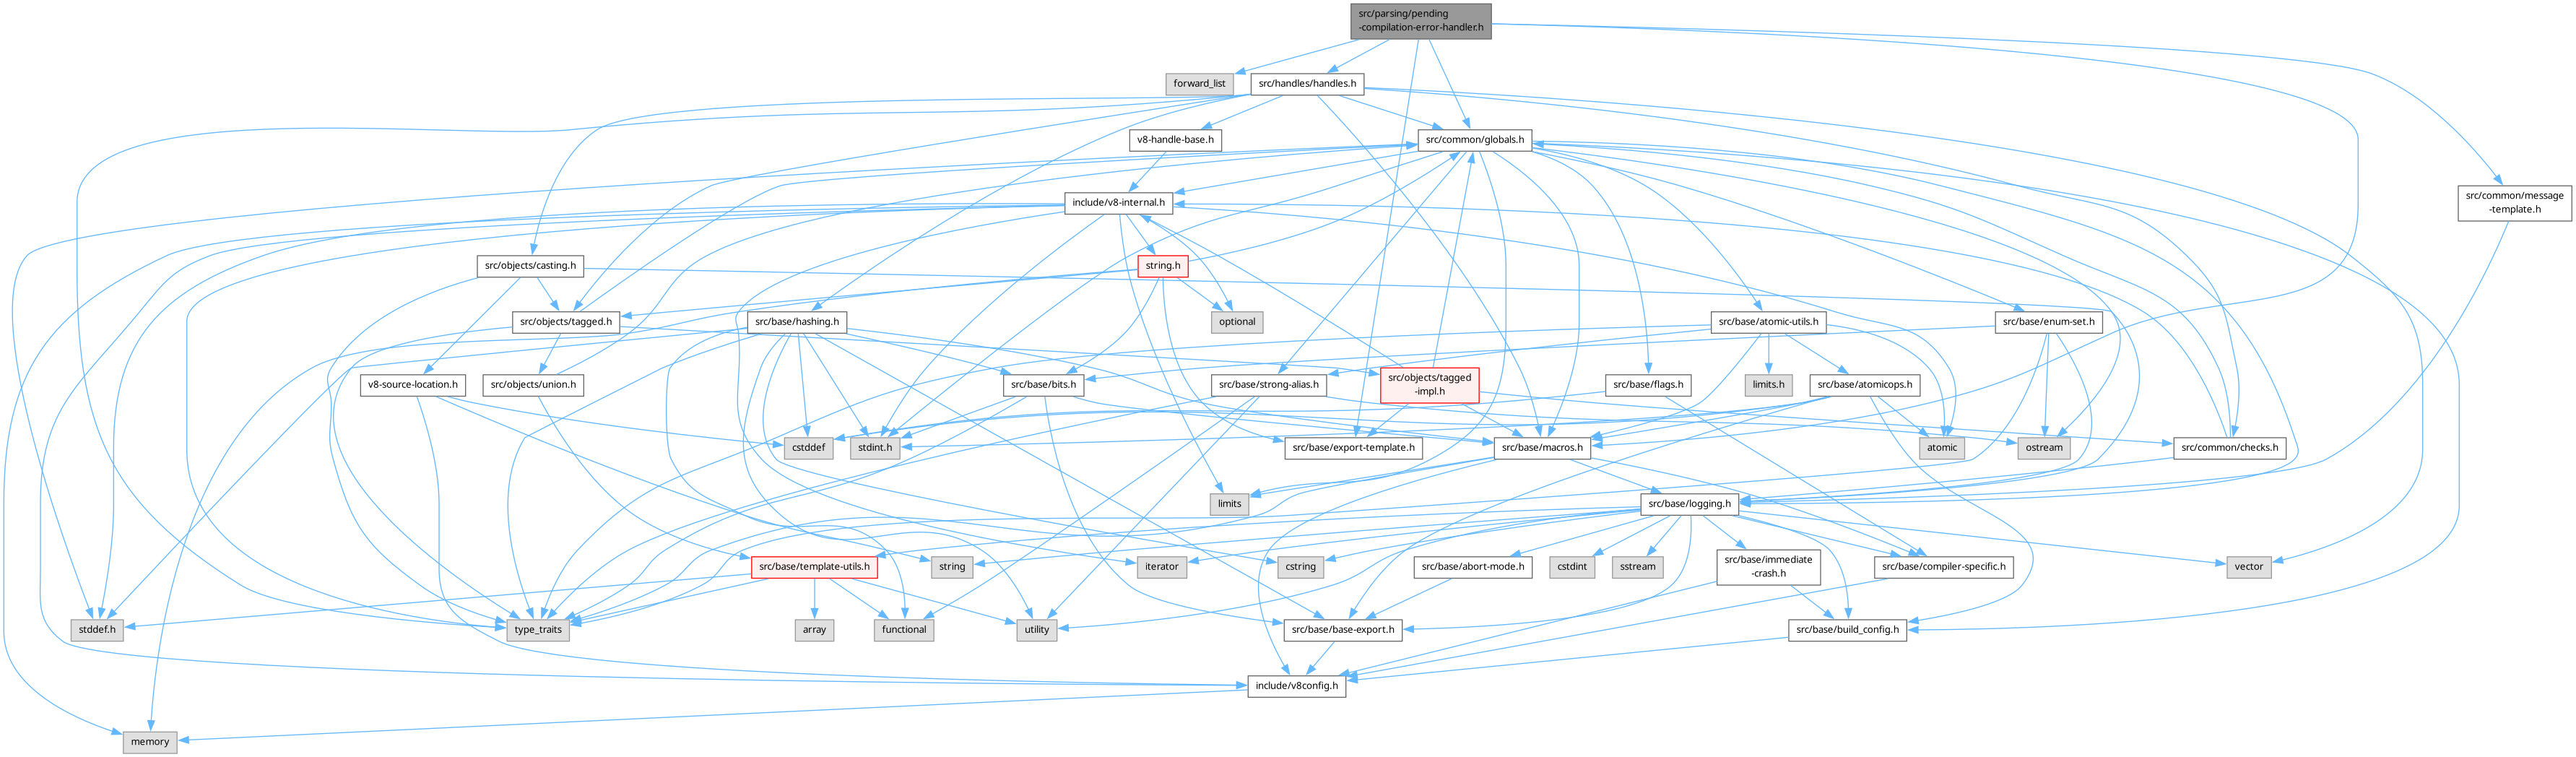 src/parsing/pending
-compilation-error-handler.h
forward_list
src/handles/handles.h
v8-handle-base.h
src/common/globals.h
include/v8-internal.h
src/common/message
-template.h
src/objects/casting.h
string.h
src/objects/tagged.h
src/base/hashing.h
optional
src/base/atomic-utils.h
src/base/enum-set.h
v8-source-location.h
src/objects/union.h
src/base/bits.h
src/base/strong-alias.h
src/objects/tagged
-impl.h
src/base/flags.h
limits.h
src/base/atomicops.h
cstddef
stdint.h
src/base/export-template.h
src/base/macros.h
atomic
ostream
src/common/checks.h
limits
src/base/logging.h
src/base/template-utils.h
string
iterator
cstring
src/base/abort-mode.h
cstdint
sstream
src/base/immediate
-crash.h
src/base/compiler-specific.h
vector
stddef.h
type_traits
array
functional
utility
src/base/base-export.h
src/base/build_config.h
include/v8config.h
memory